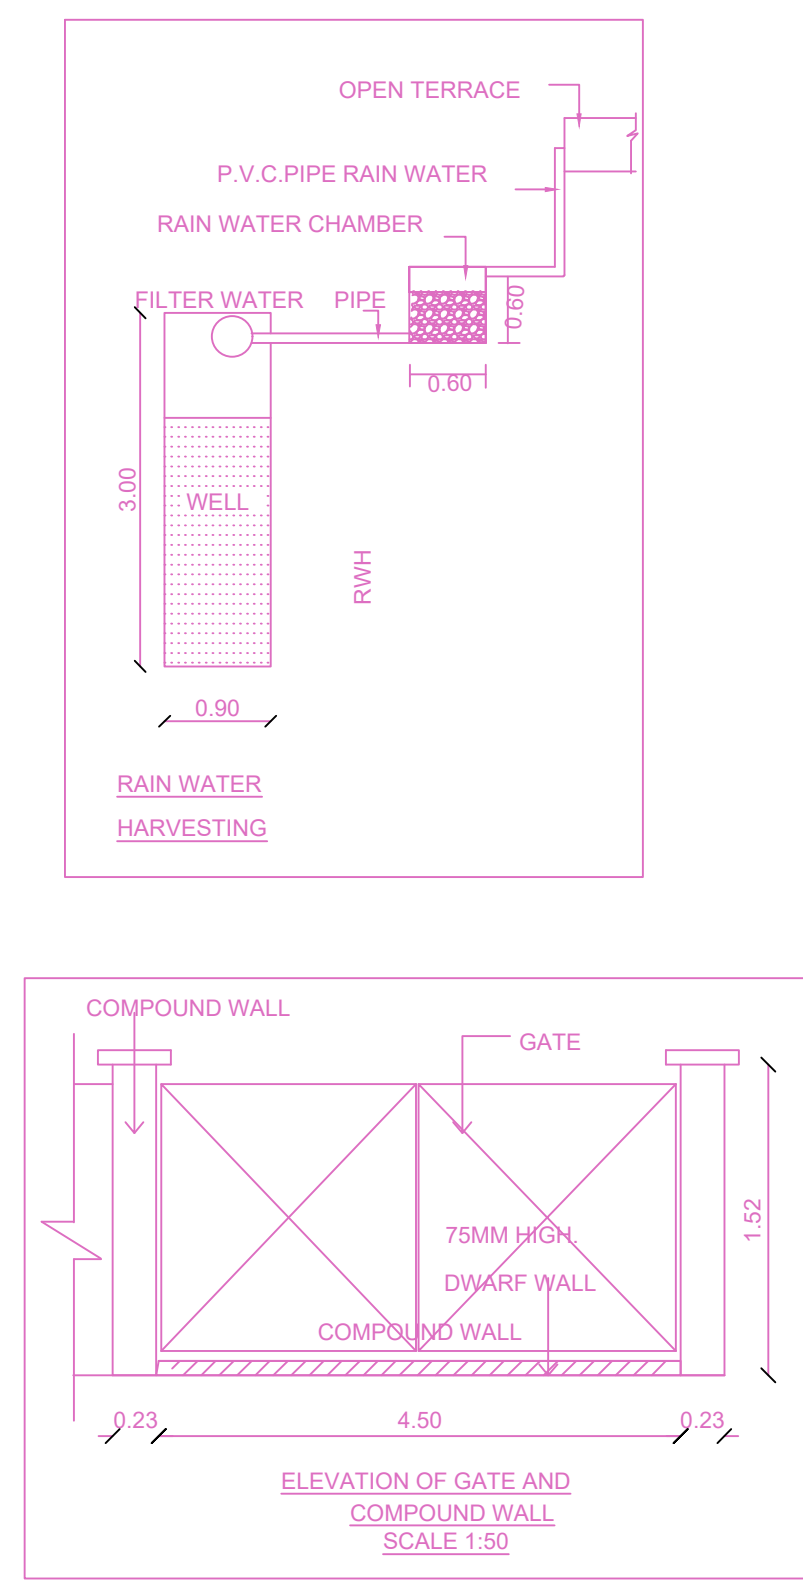 OPEN TERRACE
P.V.C.PIPE RAIN WATER
RAIN WATER CHAMBER
FILTER WATER
PIPE
0.60
0.60
3.00
WELL
RWH
0.90
RAIN WATER
HARVESTING
COMPOUND WALL
GATE
1.52
75MM HIGH.
DWARF WALL
COMPOUND WALL
0.23
4.50
0.23
ELEVATION OF GATE AND
COMPOUND WALL
SCALE 1:50